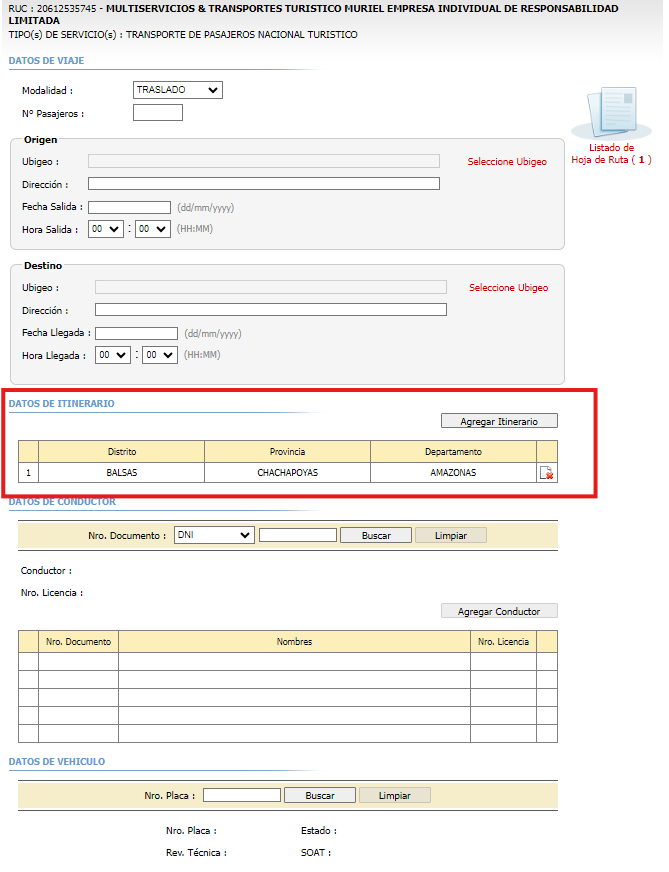 RUC : 20612535745 - MULTISERVICIOS & TRANSPORTES TURISTICO MURIEL EMPRESA INDIVIDUAL DE RESPONSABILIDAD
LIMITADA
TIPO(s) DE SERVICIO(s) : TRANSPORTE DE PASAJEROS NACIONAL TURISTICO
DATOS DE VIAJE
Modalidad : TRASLADO
Nº Pasajeros :
Listado de
Hoja de Ruta ( 1 )
Origen
Ubigeo : Seleccione Ubigeo
Dirección :
Fecha Salida : (dd/mm/yyyy)
Hora Salida : 00 : 00 (HH:MM)
Destino
Ubigeo : Seleccione Ubigeo
Dirección :
Fecha Llegada : (dd/mm/yyyy)
Hora Llegada : 00 : 00 (HH:MM)
DATOS DE ITINERARIO
Agregar Itinerario
Distrito Provincia Departamento
1 BALSAS CHACHAPOYAS AMAZONAS
DATOS DE CONDUCTOR
Nro. Documento : DNI Buscar Limpiar
Conductor :
Nro. Licencia :
Agregar Conductor
Nro. Documento Nombres Nro. Licencia
DATOS DE VEHICULO
Nro. Placa : Buscar Limpiar
Nro. Placa : Estado :
Rev. Técnica : SOAT :